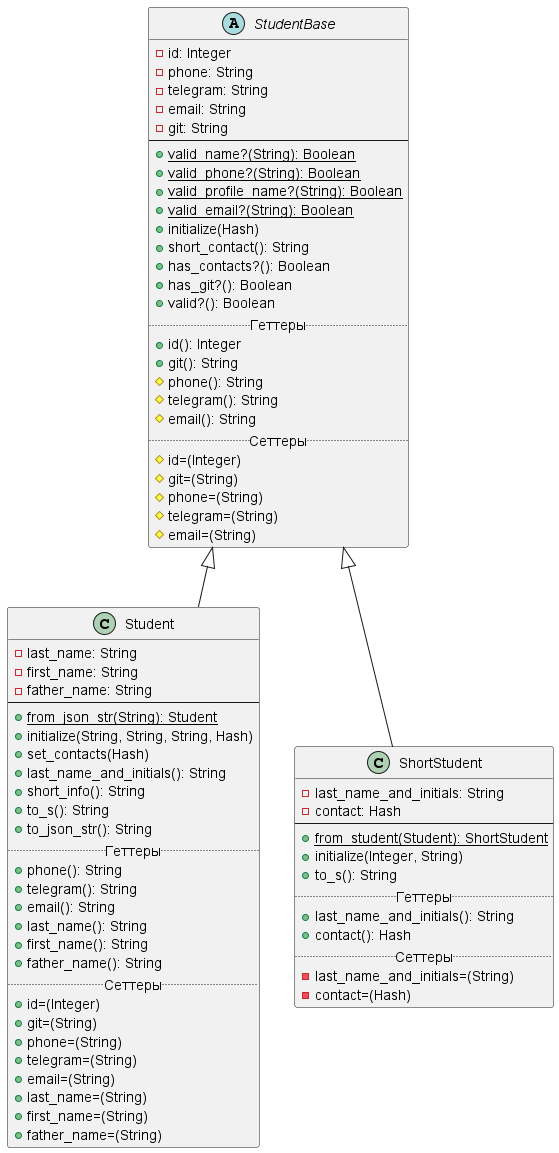 A StudentBase
id: Integer
phone: String
telegram: String
email: String
git: String
valid_name?(String): Boolean
valid_phone?(String): Boolean
valid_profile_name?(String): Boolean
valid_email?(String): Boolean
initialize(Hash)
short_contact(): String
has_contacts?(): Boolean
has_git?(): Boolean
valid?(): Boolean
Геттеры
id(): Integer
git(): String
phone(): String
telegram(): String
email(): String
Сеттеры
id=(Integer)
git=(String)
phone=(String)
telegram=(String)
email=(String)
C Student
last_name: String
first_name: String
father_name: String
from_json_str(String): Student
initialize(String, String, String, Hash)
set_contacts(Hash)
last_name_and_initials(): String
short_info(): String
to_s(): String
to_json_str(): String
Геттеры
phone(): String
telegram(): String
email(): String
last_name(): String
first_name(): String
father_name(): String
Сеттеры
id=(Integer)
git=(String)
phone=(String)
telegram=(String)
email=(String)
last_name=(String)
first_name=(String)
father_name=(String)
C ShortStudent
last_name_and_initials: String
contact: Hash
from_student(Student): ShortStudent
initialize(Integer, String)
to_s(): String
Геттеры
last_name_and_initials(): String
contact(): Hash
Сеттеры
last_name_and_initials=(String)
contact=(Hash)